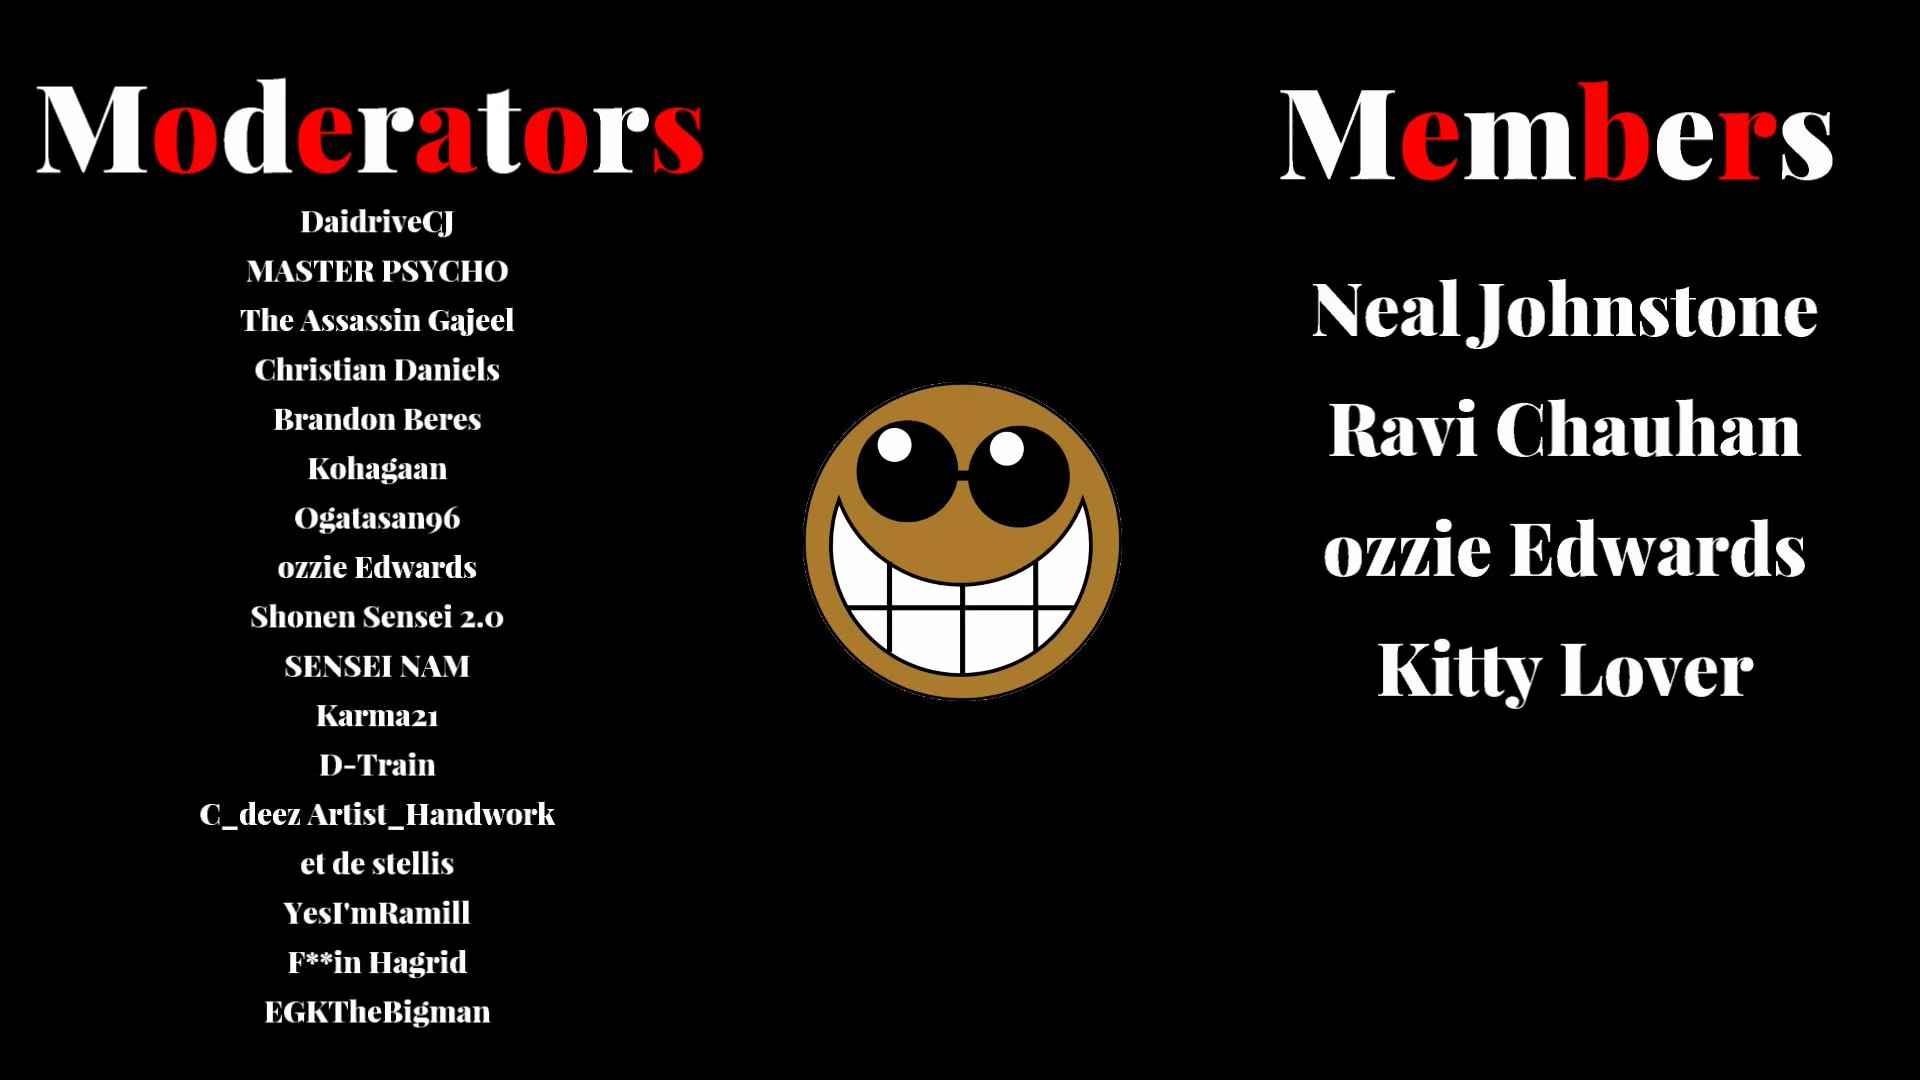 Moderators
DaidriveCJ
MASTER PSYCHO
The Assassin Gajeel
Christian Daniels
Brandon Beres
Kohagaan
Ogatasan96
ozzie Edwards
Shonen Sensei 2.0
SENSEI NAM
Karma21
D-Train
C_deez Artist_Handwork
et de stellis
YesI'mRamill
F**in Hagrid
EGKTheBigman
Members
Neal Johnstone
Ravi Chauhan
ozzie Edwards
Kitty Lover